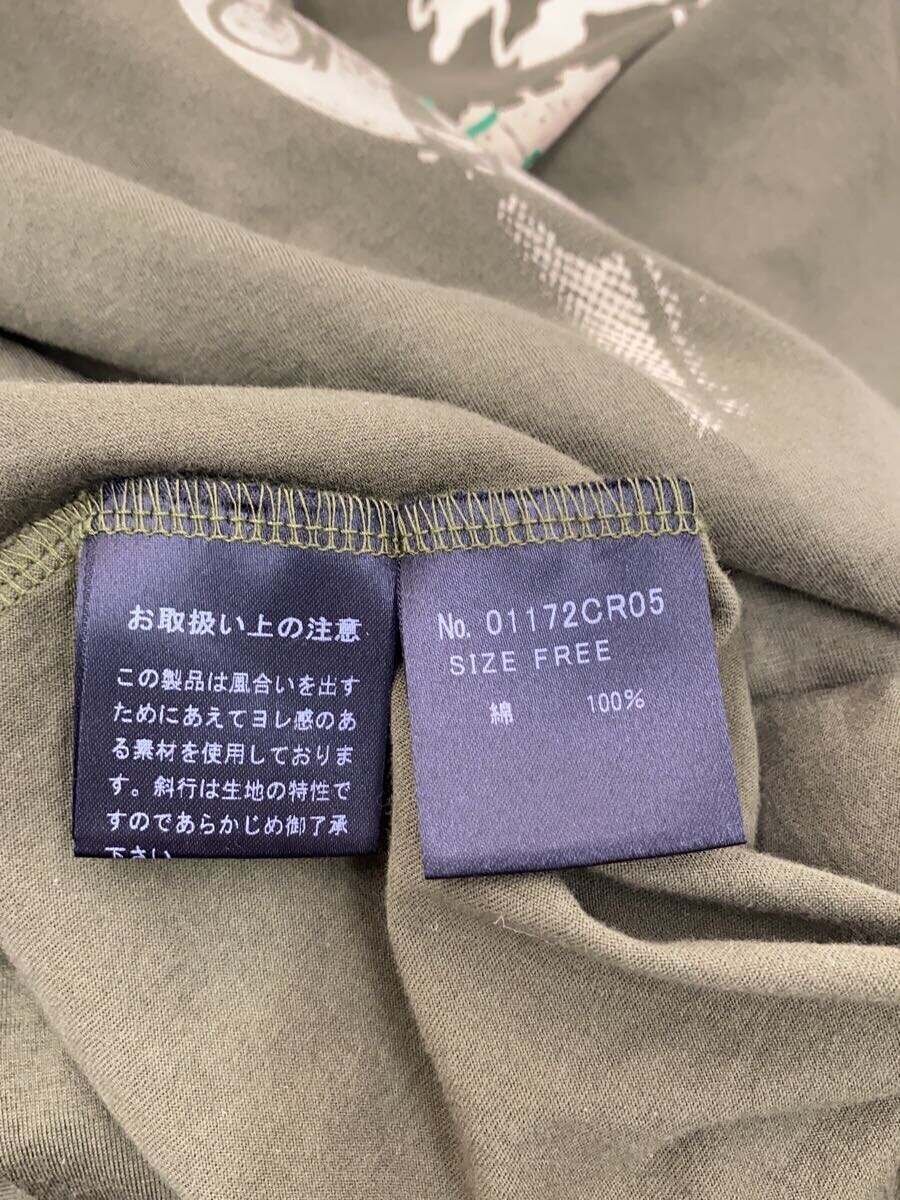 お取扱い上の注意
この製品は風合いを出す
ためにあえてヨレ感のあ
る素材を使用しておりま
す。斜行は生地の特性で
すのであらかじめ御了承
下さい。
No. 01172CR05
SIZE FREE
綿 100%